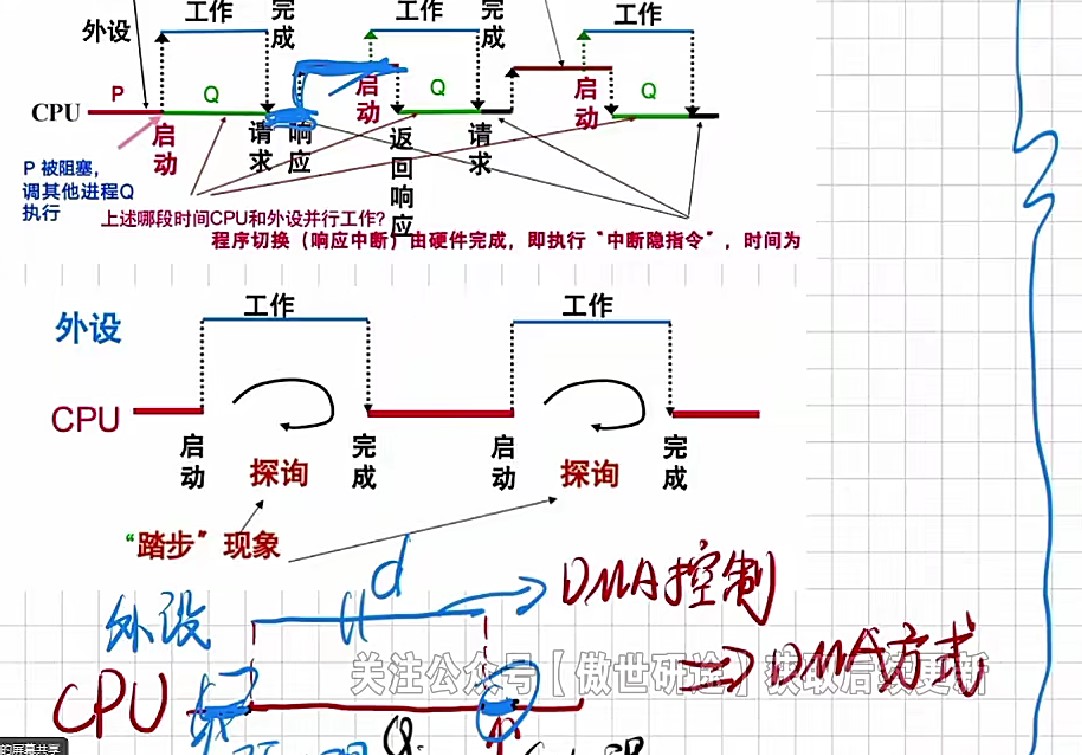 工作 完成 工作 完成 工作
外设
P Q 启动 Q 启动 Q
CPU
启动 请求 响应 返回响应 请求
P 被阻塞,
调其他进程Q
执行
上述哪段时间CPU和外设并行工作?
程序切换（响应中断）由硬件完成，即执行“中断隐指令”，时间为
工作 工作
外设
CPU
启动 探询 完成 启动 探询 完成
“踏步”现象
d
DMA控制
外设
关注公众号【傲世研途】获取后续更新
⇒DMA方式
CPU
的屏幕共享